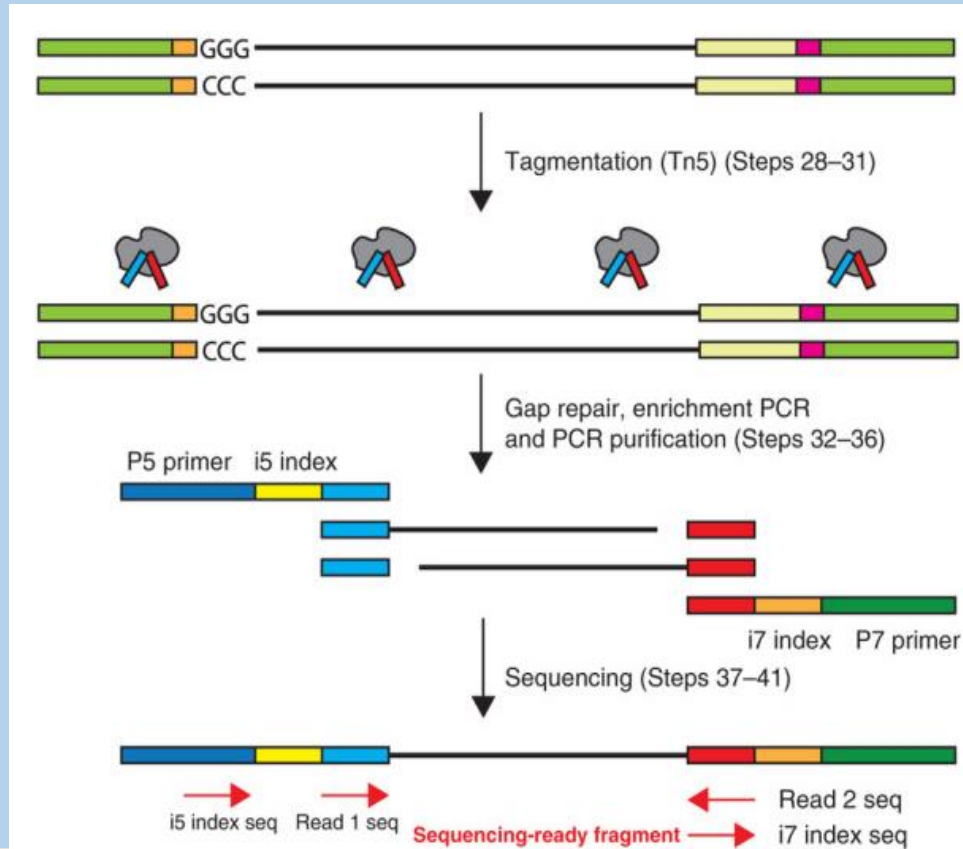 GGG
CCC
Tagmentation (Tn5) (Steps 28–31)
GGG
CCC
Gap repair, enrichment PCR
and PCR purification (Steps 32–36)
P5 primer i5 index
i7 index P7 primer
Sequencing (Steps 37–41)
i5 index seq Read 1 seq Read 2 seq
Sequencing-ready fragment i7 index seq